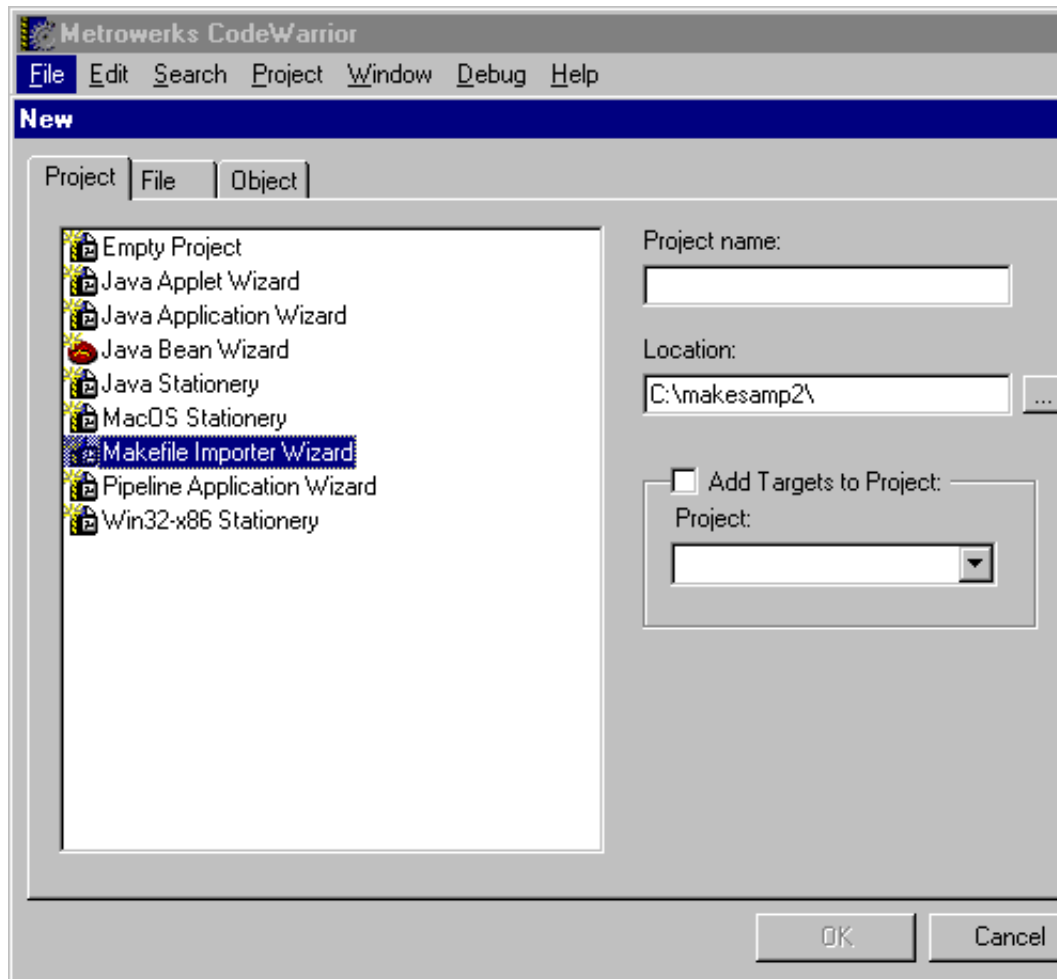 Metrowerks CodeWarrior
File Edit Search Project Window Debug Help
New
Project File Object
Empty Project
Java Applet Wizard
Java Application Wizard
Java Bean Wizard
Java Stationery
MacOS Stationery
Makefile Importer Wizard
Pipeline Application Wizard
Win32-x86 Stationery
Project name:
Location:
C:\makesamp2\
...
Add Targets to Project:
Project:
OK Cancel